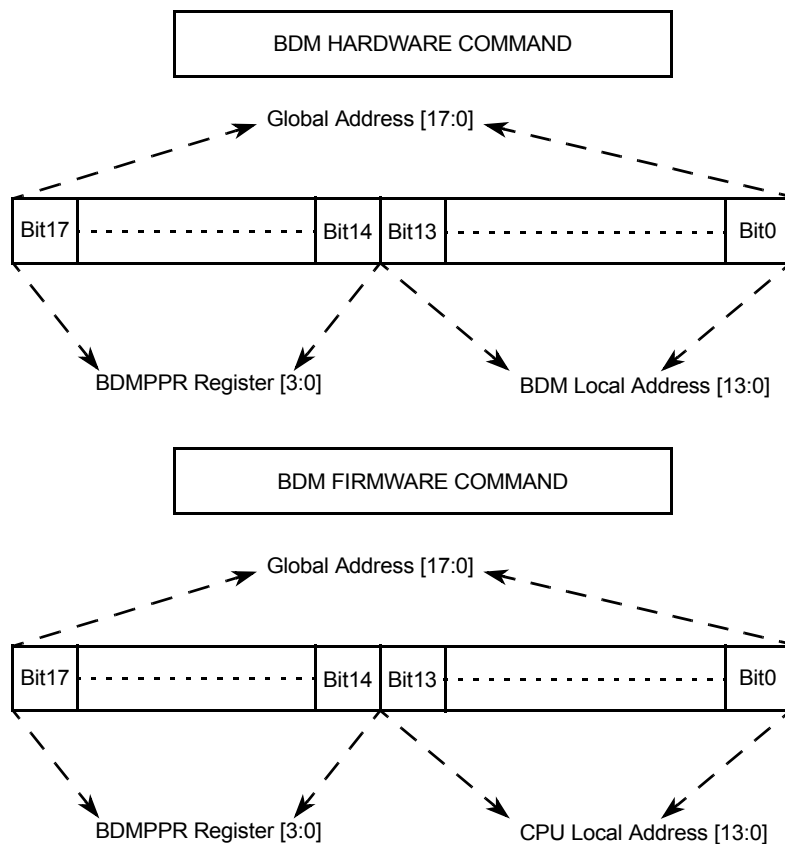 BDM HARDWARE COMMAND
Global Address [17:0]
Bit17 Bit14 Bit13 Bit0
BDMPPR Register [3:0] BDM Local Address [13:0]
BDM FIRMWARE COMMAND
Global Address [17:0]
Bit17 Bit14 Bit13 Bit0
BDMPPR Register [3:0] CPU Local Address [13:0]